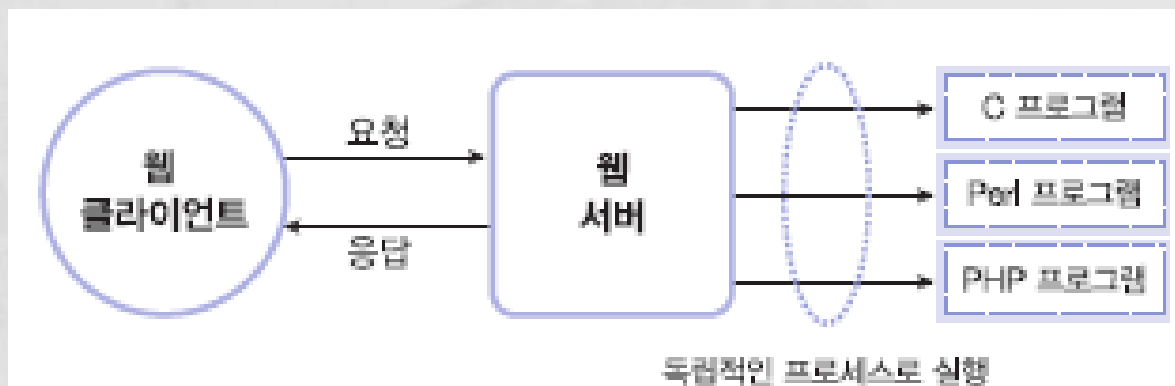 웹
클라이언트
요청
응답
웹
서버
C 프로그램
Perl 프로그램
PHP 프로그램
독립적인 프로세스로 실행